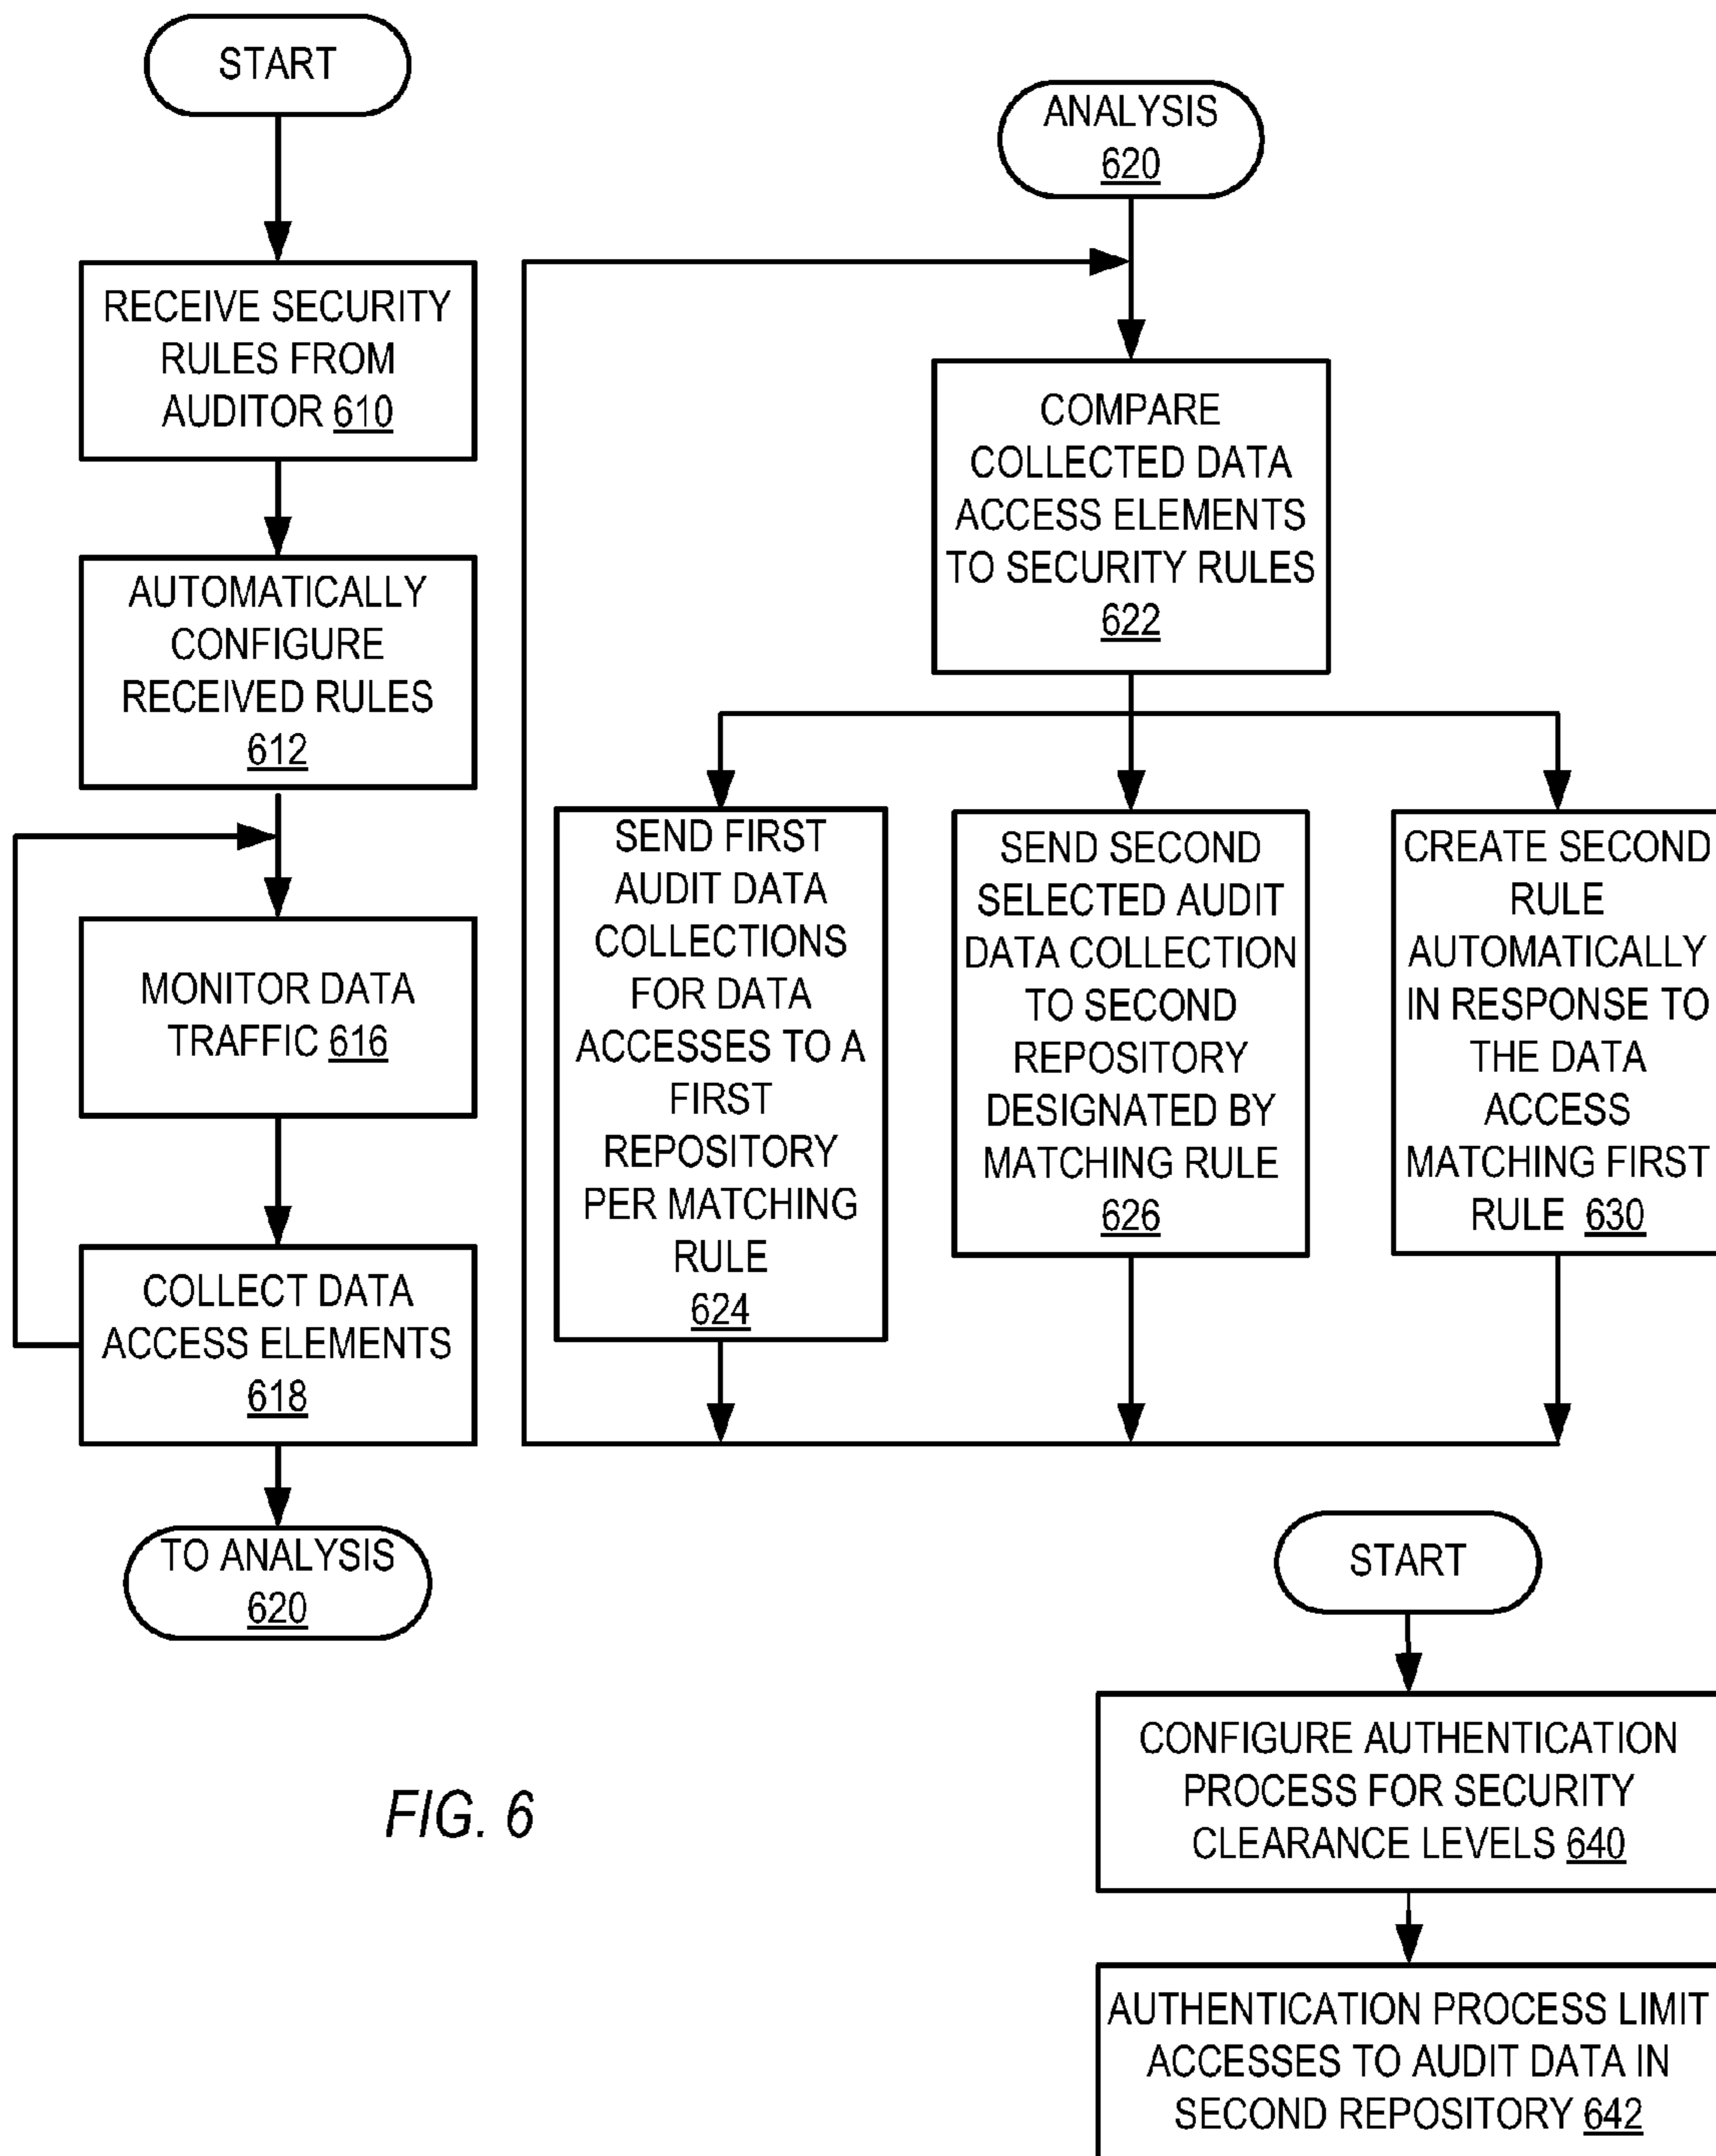 START
RECEIVE SECURITY
RULES FROM
AUDITOR 610
AUTOMATICALLY
CONFIGURE
RECEIVED RULES
612
MONITOR DATA
TRAFFIC 616
COLLECT DATA
ACCESS ELEMENTS
618
TO ANALYSIS
620
ANALYSIS
620
COMPARE
COLLECTED DATA
ACCESS ELEMENTS
TO SECURITY RULES
622
SEND FIRST
AUDIT DATA
COLLECTIONS
FOR DATA
ACCESSES TO A
FIRST
REPOSITORY
PER MATCHING
RULE
624
SEND SECOND
SELECTED AUDIT
DATA COLLECTION
TO SECOND
REPOSITORY
DESIGNATED BY
MATCHING RULE
626
CREATE SECOND
RULE
AUTOMATICALLY
IN RESPONSE TO
THE DATA
ACCESS
MATCHING FIRST
RULE 630
START
CONFIGURE AUTHENTICATION
PROCESS FOR SECURITY
CLEARANCE LEVELS 640
AUTHENTICATION PROCESS LIMIT
ACCESSES TO AUDIT DATA IN
SECOND REPOSITORY 642
FIG. 6